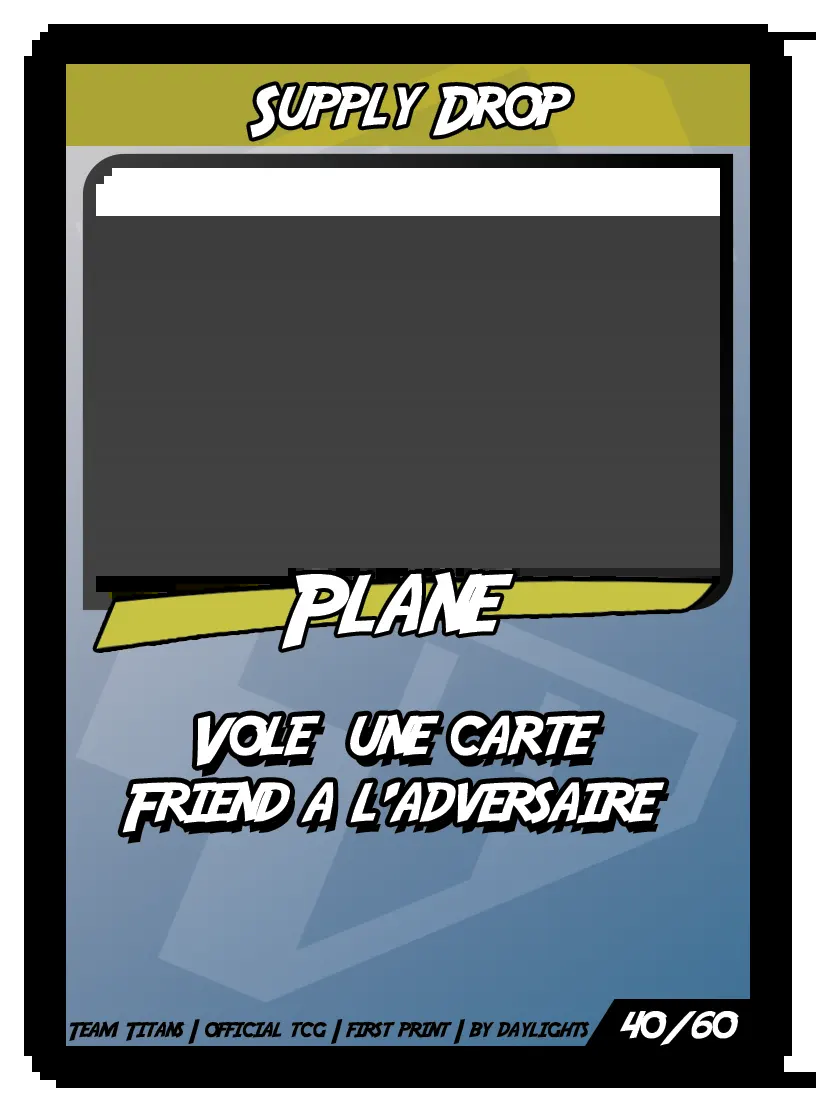 Supply Drop
Plane
Vole une carte
Friend a l'adversaire
Team Titans | official tcg | first print | by daylights
40/60